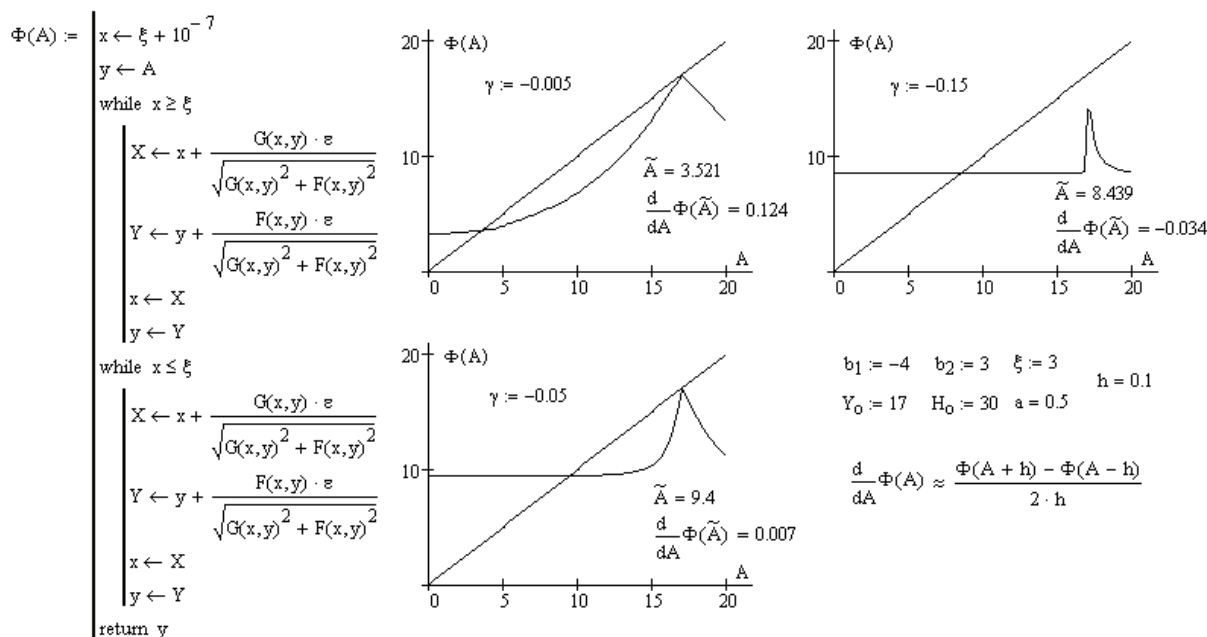 Φ(A) := x ← ξ + 10^-7
y ← A
while x ≥ ξ
X ← x + G(x,y) · ε / √(G(x,y)^2 + F(x,y)^2)
Y ← y + F(x,y) · ε / √(G(x,y)^2 + F(x,y)^2)
x ← X
y ← Y
while x ≤ ξ
X ← x + G(x,y) · ε / √(G(x,y)^2 + F(x,y)^2)
Y ← y + F(x,y) · ε / √(G(x,y)^2 + F(x,y)^2)
x ← X
y ← Y
return y
20 Φ(A)
γ := −0.005
10
Ã = 3.521
d/dA Φ(Ã) = 0.124
A
0 5 10 15 20
20 Φ(A)
γ := −0.15
10
Ã = 8.439
d/dA Φ(Ã) = −0.034
A
0 5 10 15 20
20 Φ(A)
γ := −0.05
10
Ã = 9.4
d/dA Φ(Ã) = 0.007
A
0 5 10 15 20
b₁ := −4 b₂ := 3 ξ := 3
h = 0.1
Yₒ := 17 Hₒ := 30 a = 0.5
d/dA Φ(A) ≈ Φ(A + h) − Φ(A − h) / 2 · h